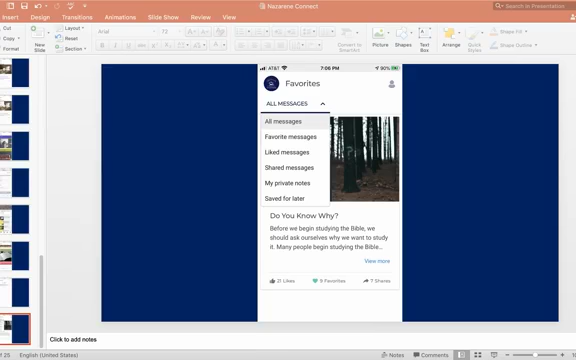 Nazarene Connect
Search in Presentation
Insert Design Transitions Animations Slide Show Review View
Cut
Copy
Format
New
Slide
Layout
Reset
Section
Arial 72
Convert to
SmartArt
Picture
Shapes
Text
Box
Arrange
Quick
Styles
Shape Fill
Shape Outline
AT&T 7:06 PM 90%
Favorites
ALL MESSAGES
All messages
Favorite messages
Liked messages
Shared messages
My private notes
Saved for later
Do You Know Why?
Before we begin studying the Bible, we
should ask ourselves why we want to study
it. Many people begin studying the Bible...
View more
21 Likes 9 Favorites 7 Shares
Click to add notes
of 25 English (United States) Notes Comments